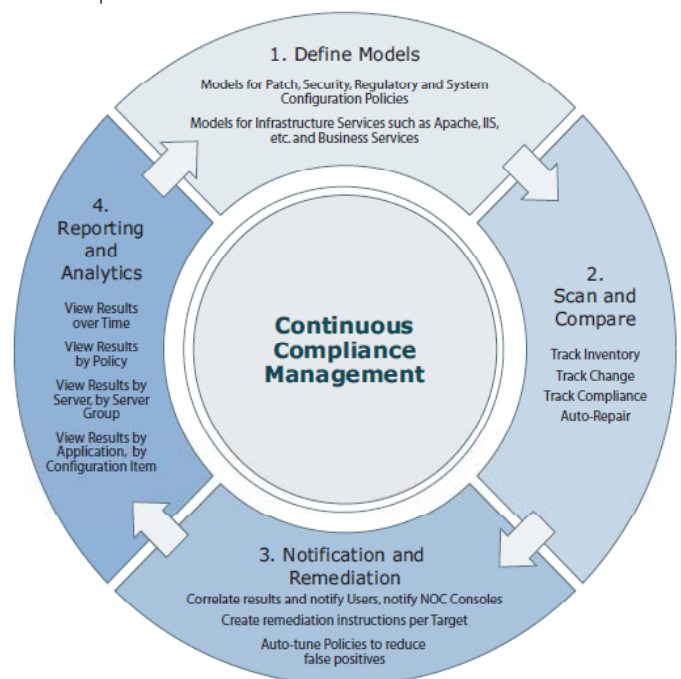 1. Define Models
Models for Patch, Security, Regulatory and System
Configuration Policies
Models for Infrastructure Services such as Apache, IIS,
etc. and Business Services
2.
Scan and
Compare
Track Inventory
Track Change
Track Compliance
Auto-Repair
3. Notification and
Remediation
Correlate results and notify Users, notify NOC Consoles
Create remediation instructions per Target
Auto-tune Policies to reduce
false positives
4.
Reporting
and
Analytics
View Results
over Time
View Results
by Policy
View Results by
Server, by Server
Group
View Results by
Application, by
Configuration Item
Continuous
Compliance
Management